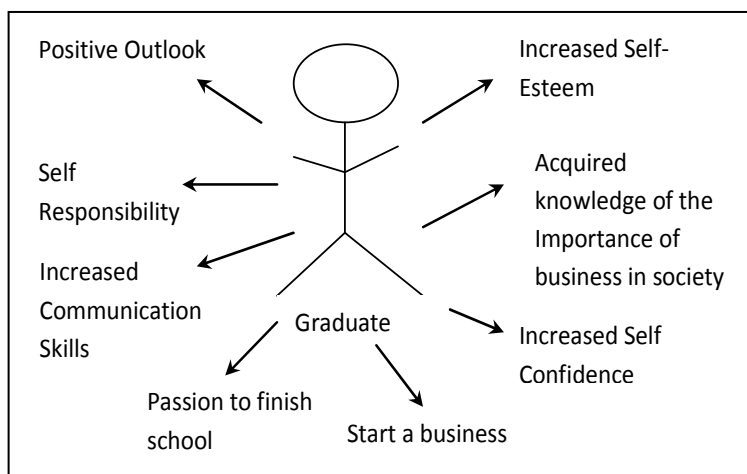 Positive Outlook
Increased Self-
Esteem
Self
Responsibility
Acquired
knowledge of the
Importance of
business in society
Increased
Communication
Skills
Graduate
Increased Self
Confidence
Passion to finish
school
Start a business